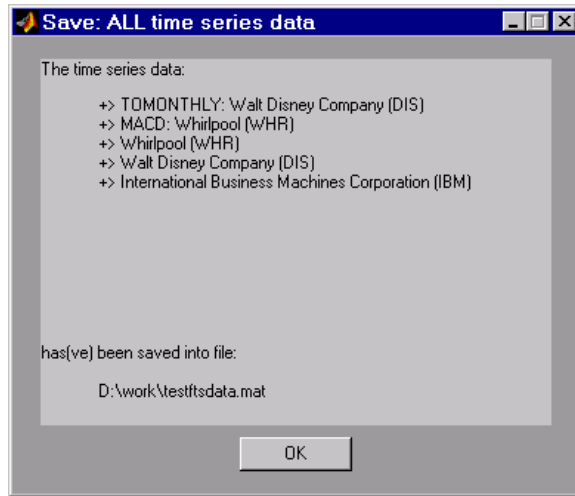 Save: ALL time series data
The time series data:
+> TOMONTHLY: Walt Disney Company (DIS)
+> MACD: Whirlpool (WHR)
+> Whirlpool (WHR)
+> Walt Disney Company (DIS)
+> International Business Machines Corporation (IBM)
has(ve) been saved into file:
D:\work\testftsdata.mat
OK